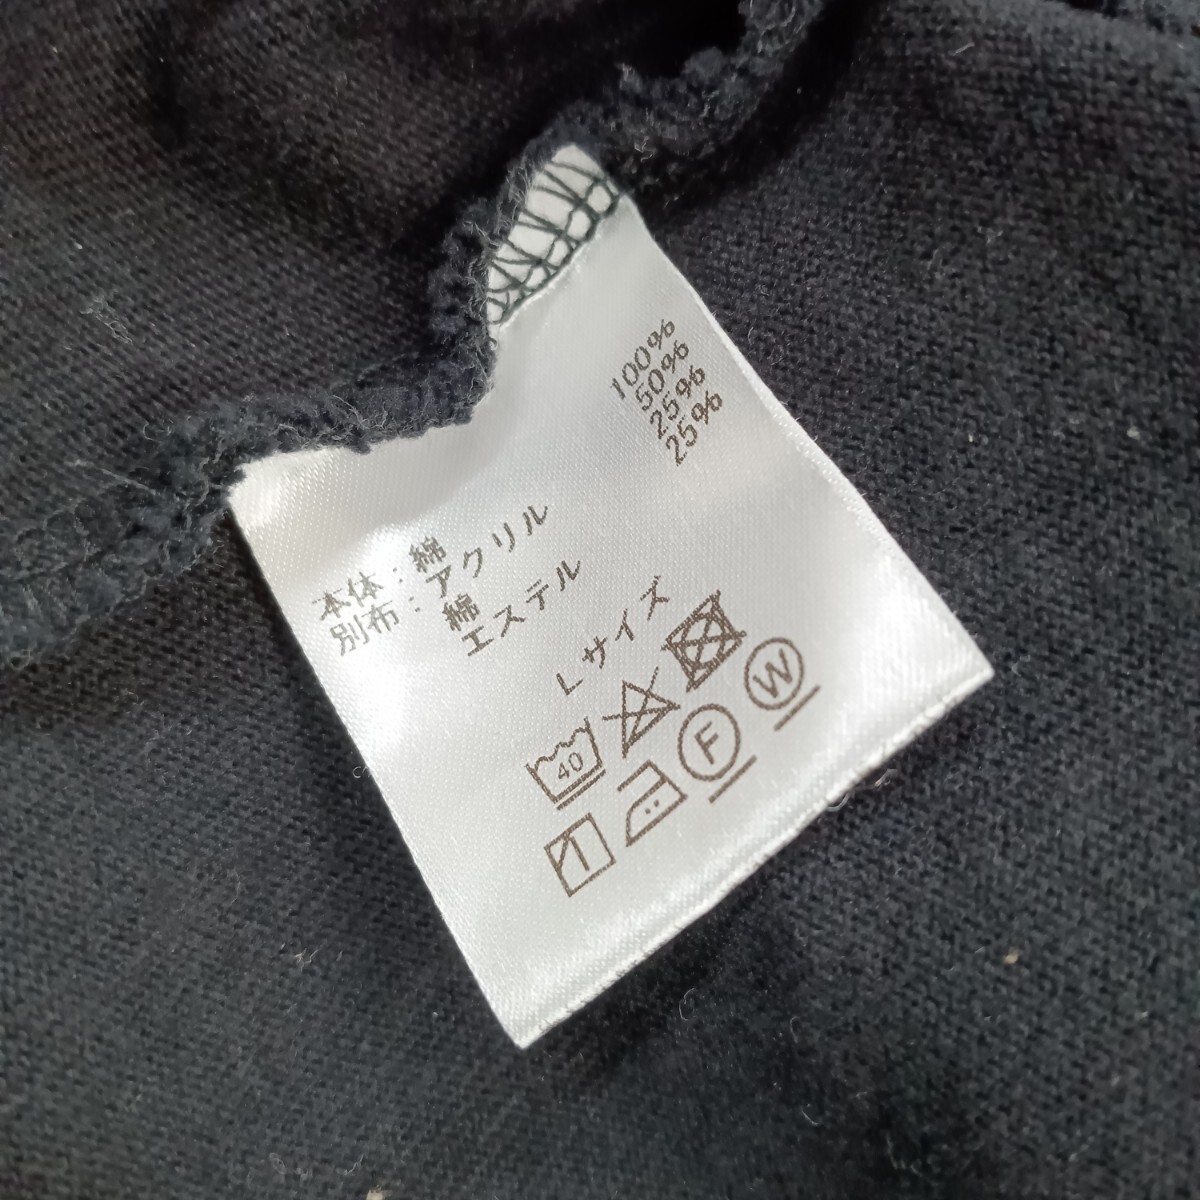 本体：綿 100%
別布：アクリル 50%
綿 25%
エステル 25%
Lサイズ
40
F
W